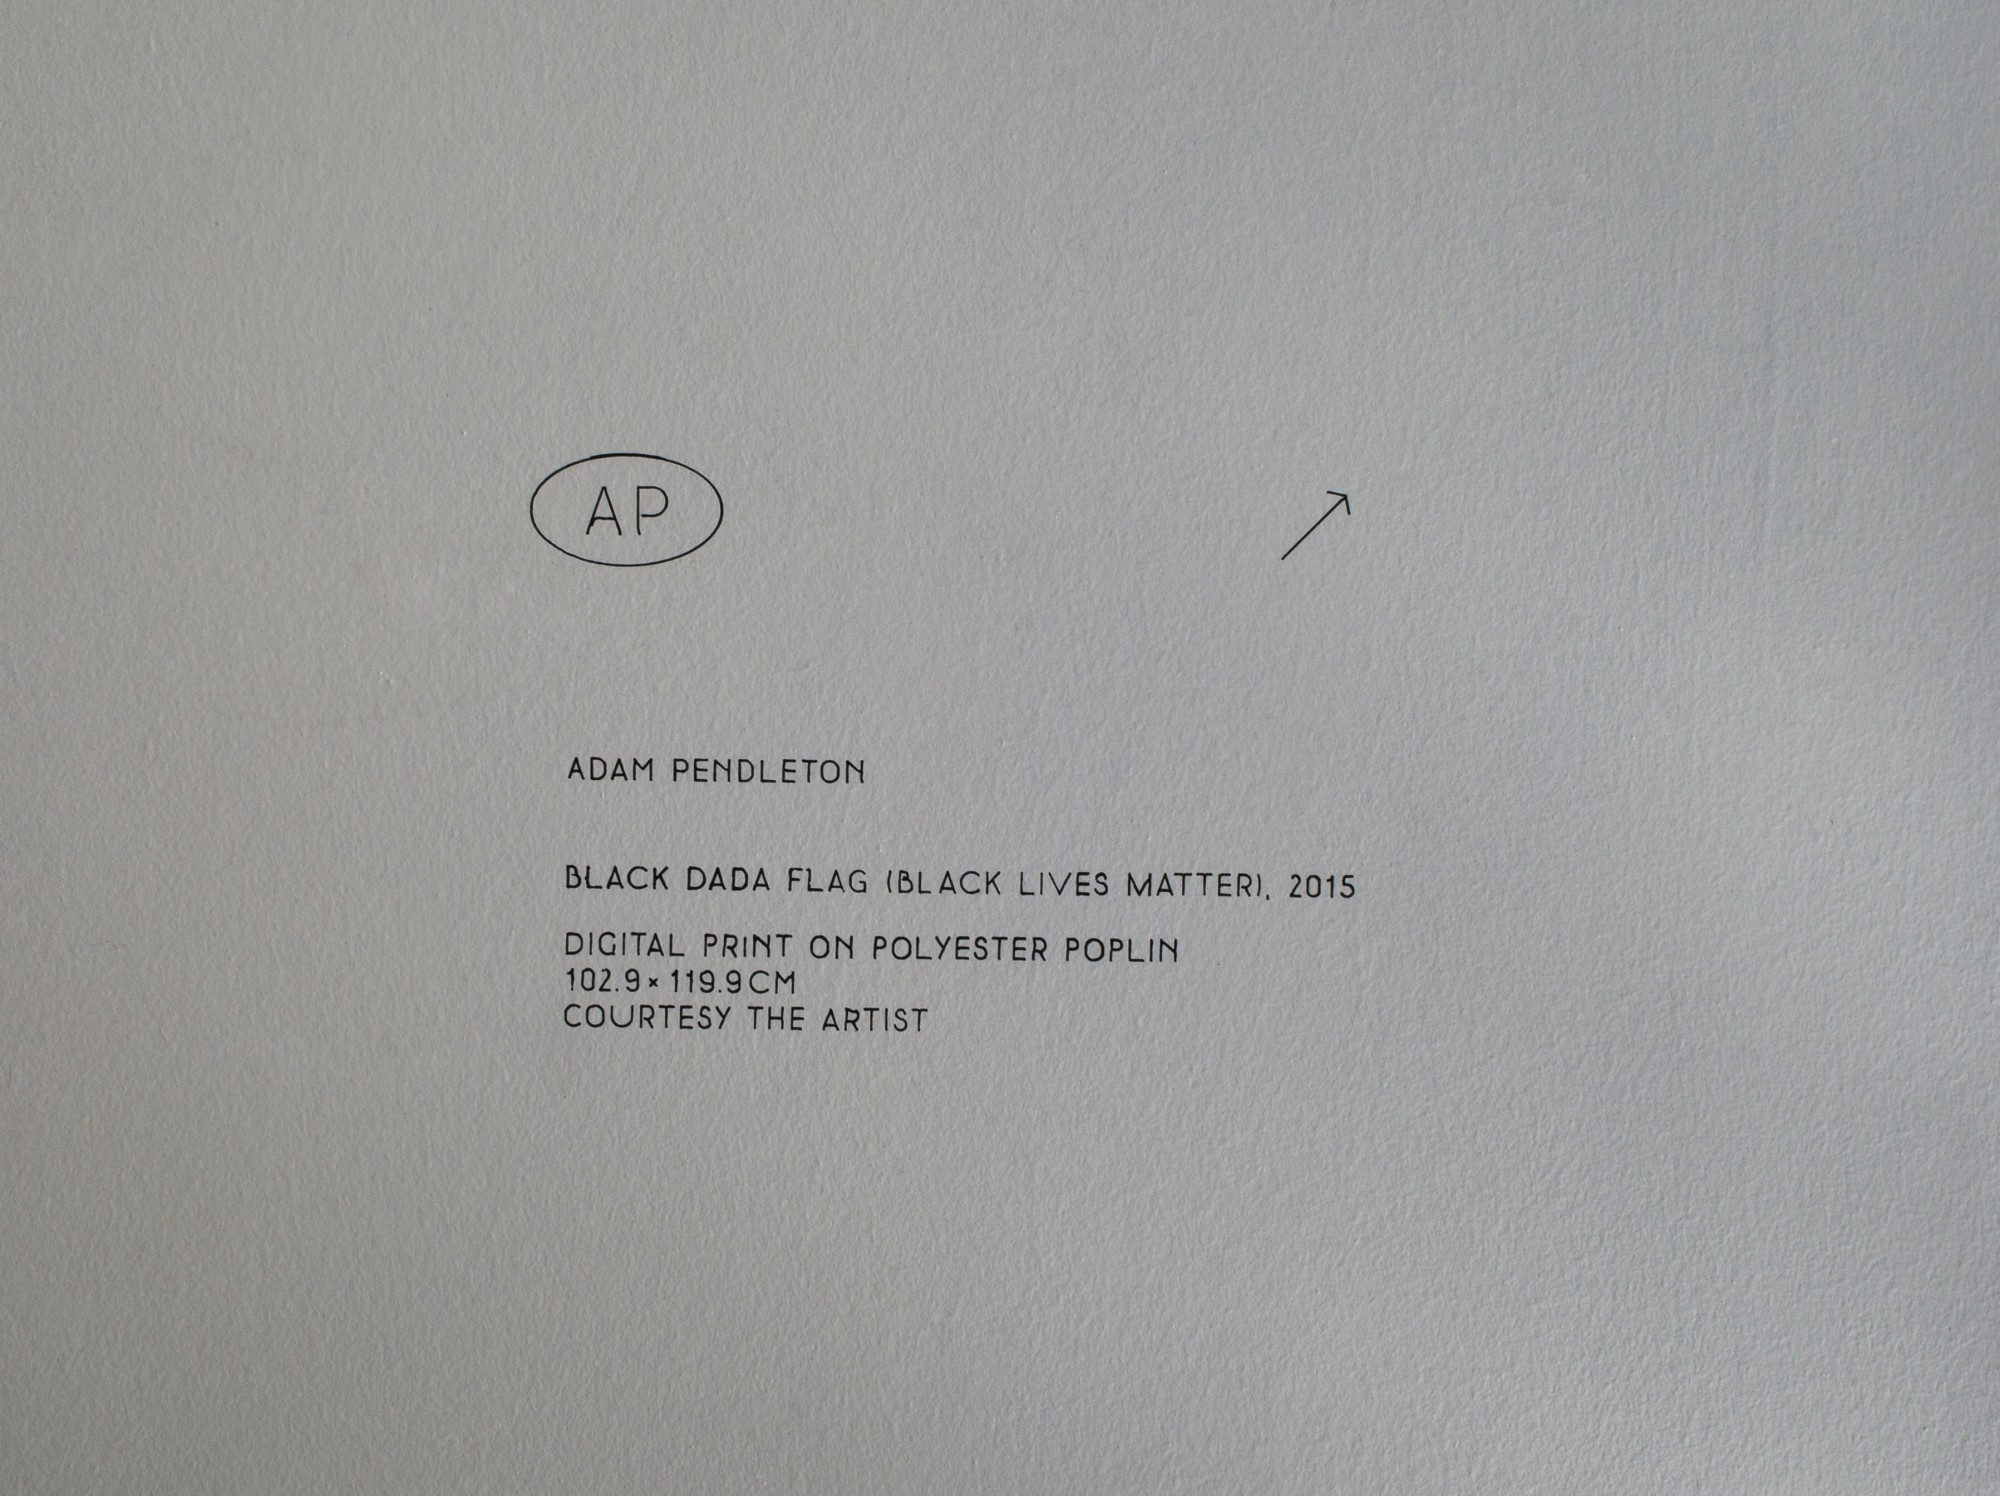 AP
ADAM PENDLETON
BLACK DADA FLAG (BLACK LIVES MATTER), 2015
DIGITAL PRINT ON POLYESTER POPLIN
102.9 × 119.9 CM
COURTESY THE ARTIST